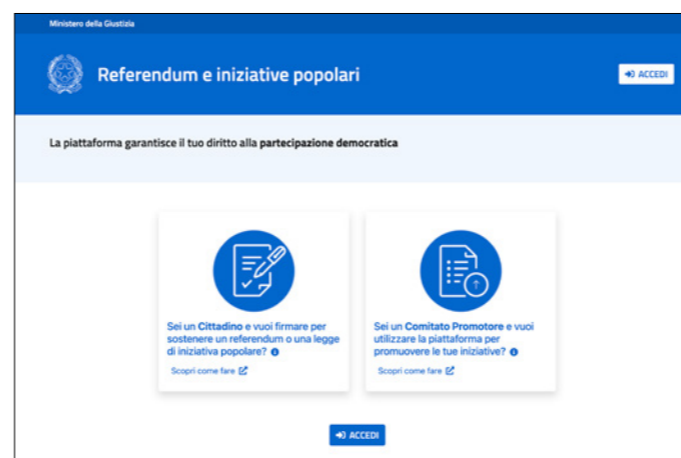 Ministero della Giustizia
Referendum e iniziative popolari
ACCEDI
La piattaforma garantisce il tuo diritto alla partecipazione democratica
Sei un Cittadino e vuoi firmare per
sostenere un referendum o una legge
di iniziativa popolare?
Scopri come fare
Sei un Comitato Promotore e vuoi
utilizzare la piattaforma per
promuovere le tue iniziative?
Scopri come fare
ACCEDI